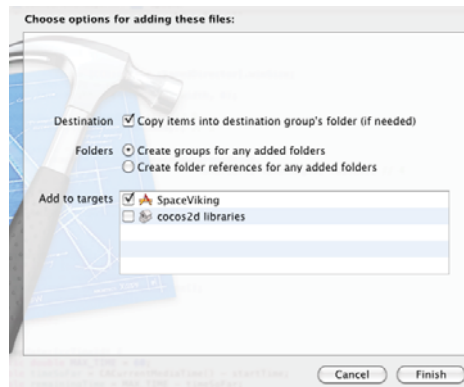 Choose options for adding these files:
Destination Copy items into destination group's folder (if needed)
Folders Create groups for any added folders
Create folder references for any added folders
Add to targets SpaceViking
cocos2d libraries
Cancel Finish